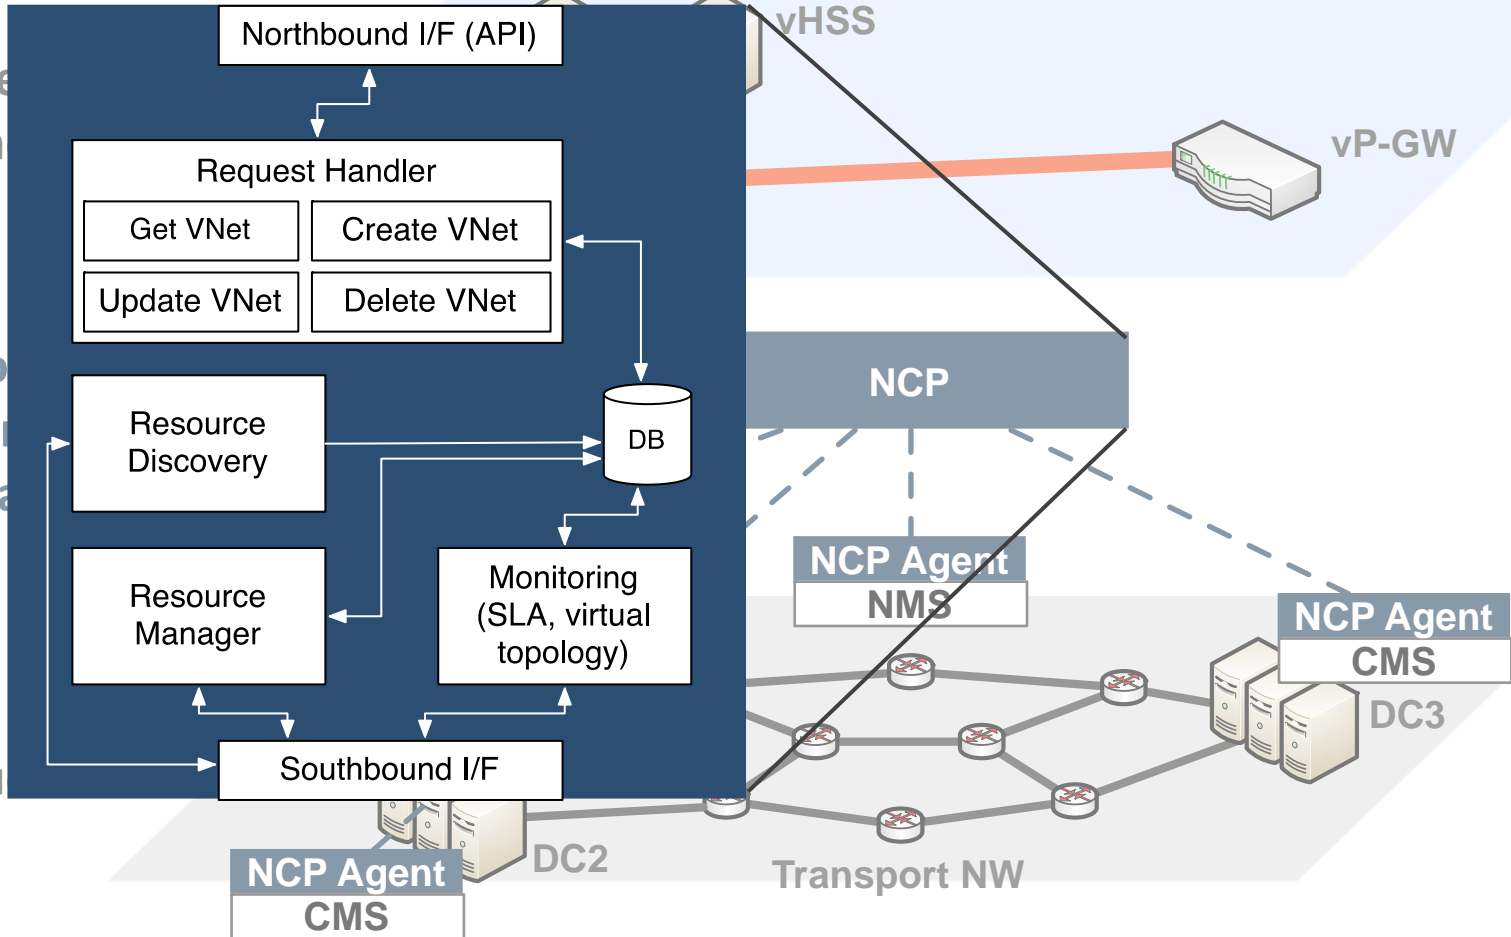 Northbound I/F (API)
vHSS
vP-GW
Request Handler
Get VNet
Create VNet
Update VNet
Delete VNet
NCP
Resource
Discovery
DB
Resource
Manager
Monitoring
(SLA, virtual
topology)
NCP Agent
NMS
NCP Agent
CMS
DC3
Southbound I/F
DC2
Transport NW
NCP Agent
CMS